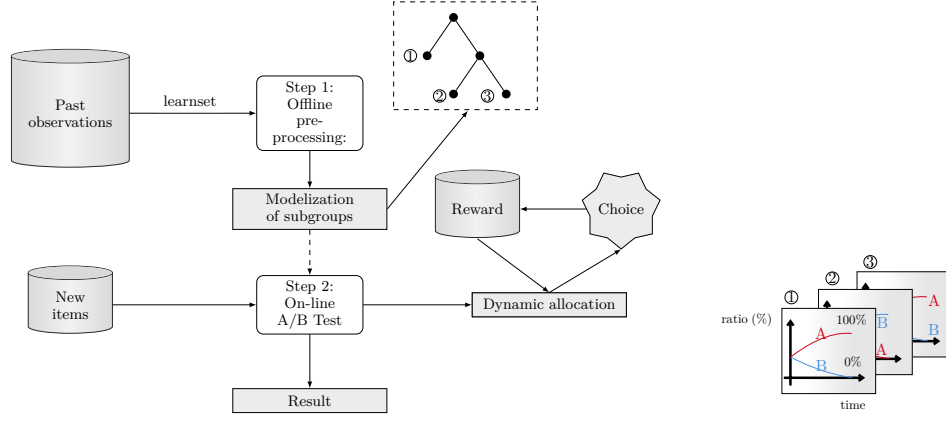 Past
observations
learnset
Step 1:
Offline
pre-
processing:
①
②
③
Modelization
of subgroups
Reward
Choice
New
items
Step 2:
On-line
A/B Test
Dynamic allocation
Result
③
A
B
②
B
A
①
ratio (%)
100%
A
0%
B
time